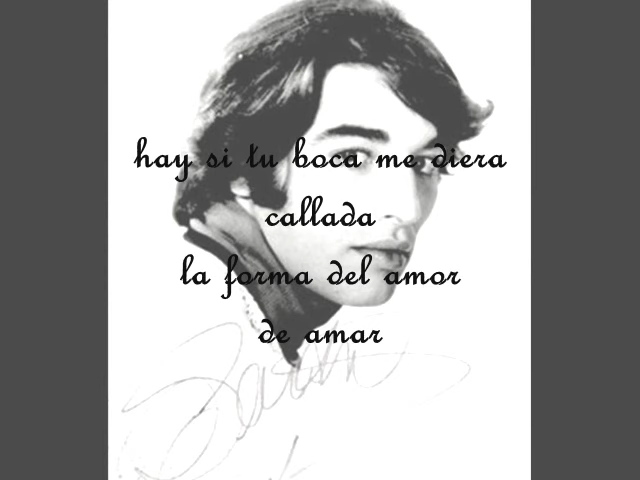 hay si tu boca me diera
callada
la forma del amor
de amar